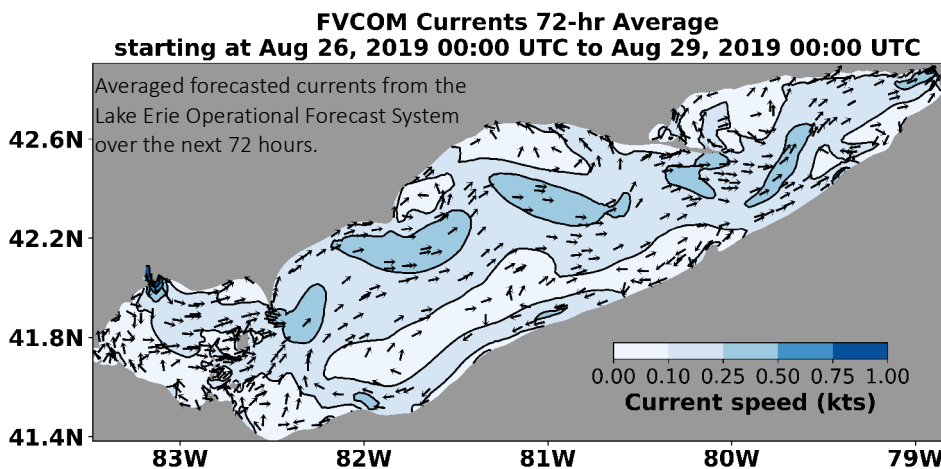 FVCOM Currents 72-hr Average
starting at Aug 26, 2019 00:00 UTC to Aug 29, 2019 00:00 UTC
Averaged forecasted currents from the
Lake Erie Operational Forecast System
over the next 72 hours.
42.6N
42.2N
41.8N
41.4N
0.00 0.10 0.25 0.50 0.75 1.00
Current speed (kts)
83W 82W 81W 80W 79W